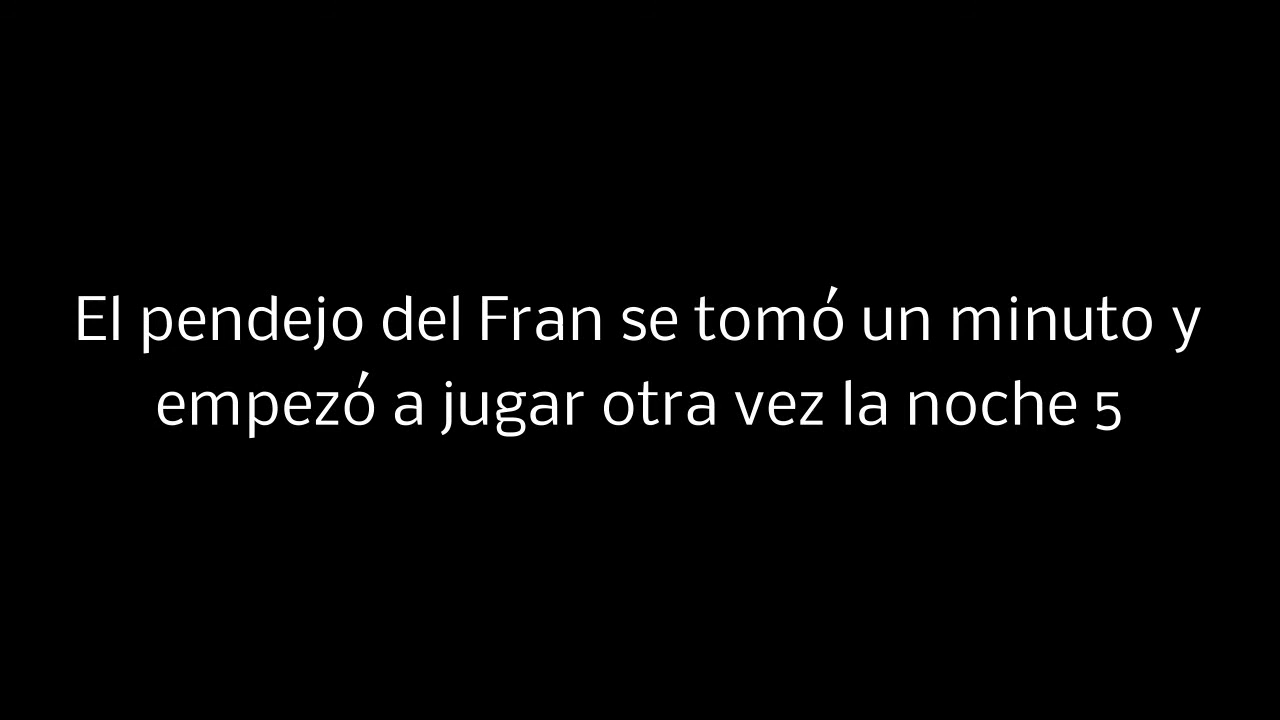 El pendejo del Fran se tomó un minuto y
empezó a jugar otra vez la noche 5